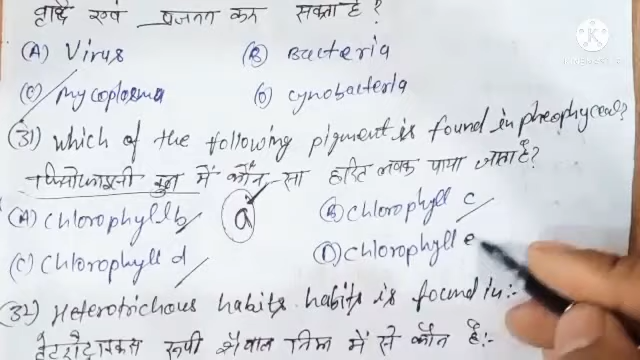 वृद्धि एवं प्रजनन कर सकता है?
(A) Virus (B) Bacteria
(C) mycoplasma (D) cynobacteria
(31) which of the following pigment is found in pheophyceae?
फियोफाइसी कुल में कौन सा हरित लवक पाया जाता है?
(A) chlorophyll b (a) (B) chlorophyll c
(C) chlorophyll d (D) chlorophyll e
(32) Heterotrichous habits habits is found in:-
हेटरोट्राइकस रूपी शैवाल निम्न में से कौन है:-